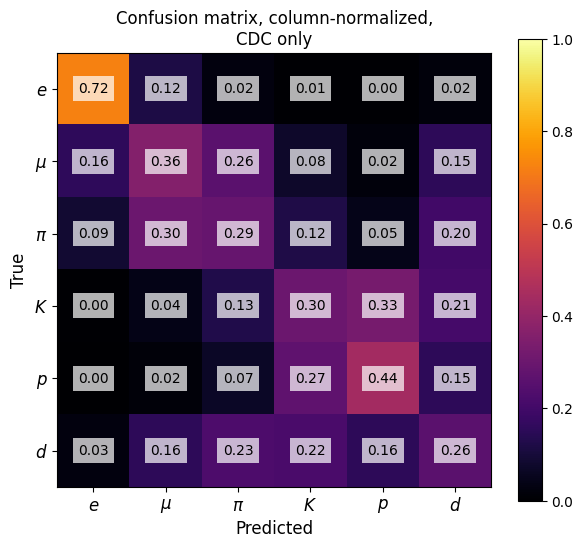 Confusion matrix, column-normalized,
CDC only
True
e 0.72 0.12 0.02 0.01 0.00 0.02
μ 0.16 0.36 0.26 0.08 0.02 0.15
π 0.09 0.30 0.29 0.12 0.05 0.20
K 0.00 0.04 0.13 0.30 0.33 0.21
p 0.00 0.02 0.07 0.27 0.44 0.15
d 0.03 0.16 0.23 0.22 0.16 0.26
e μ π K p d
Predicted
1.0
0.8
0.6
0.4
0.2
0.0